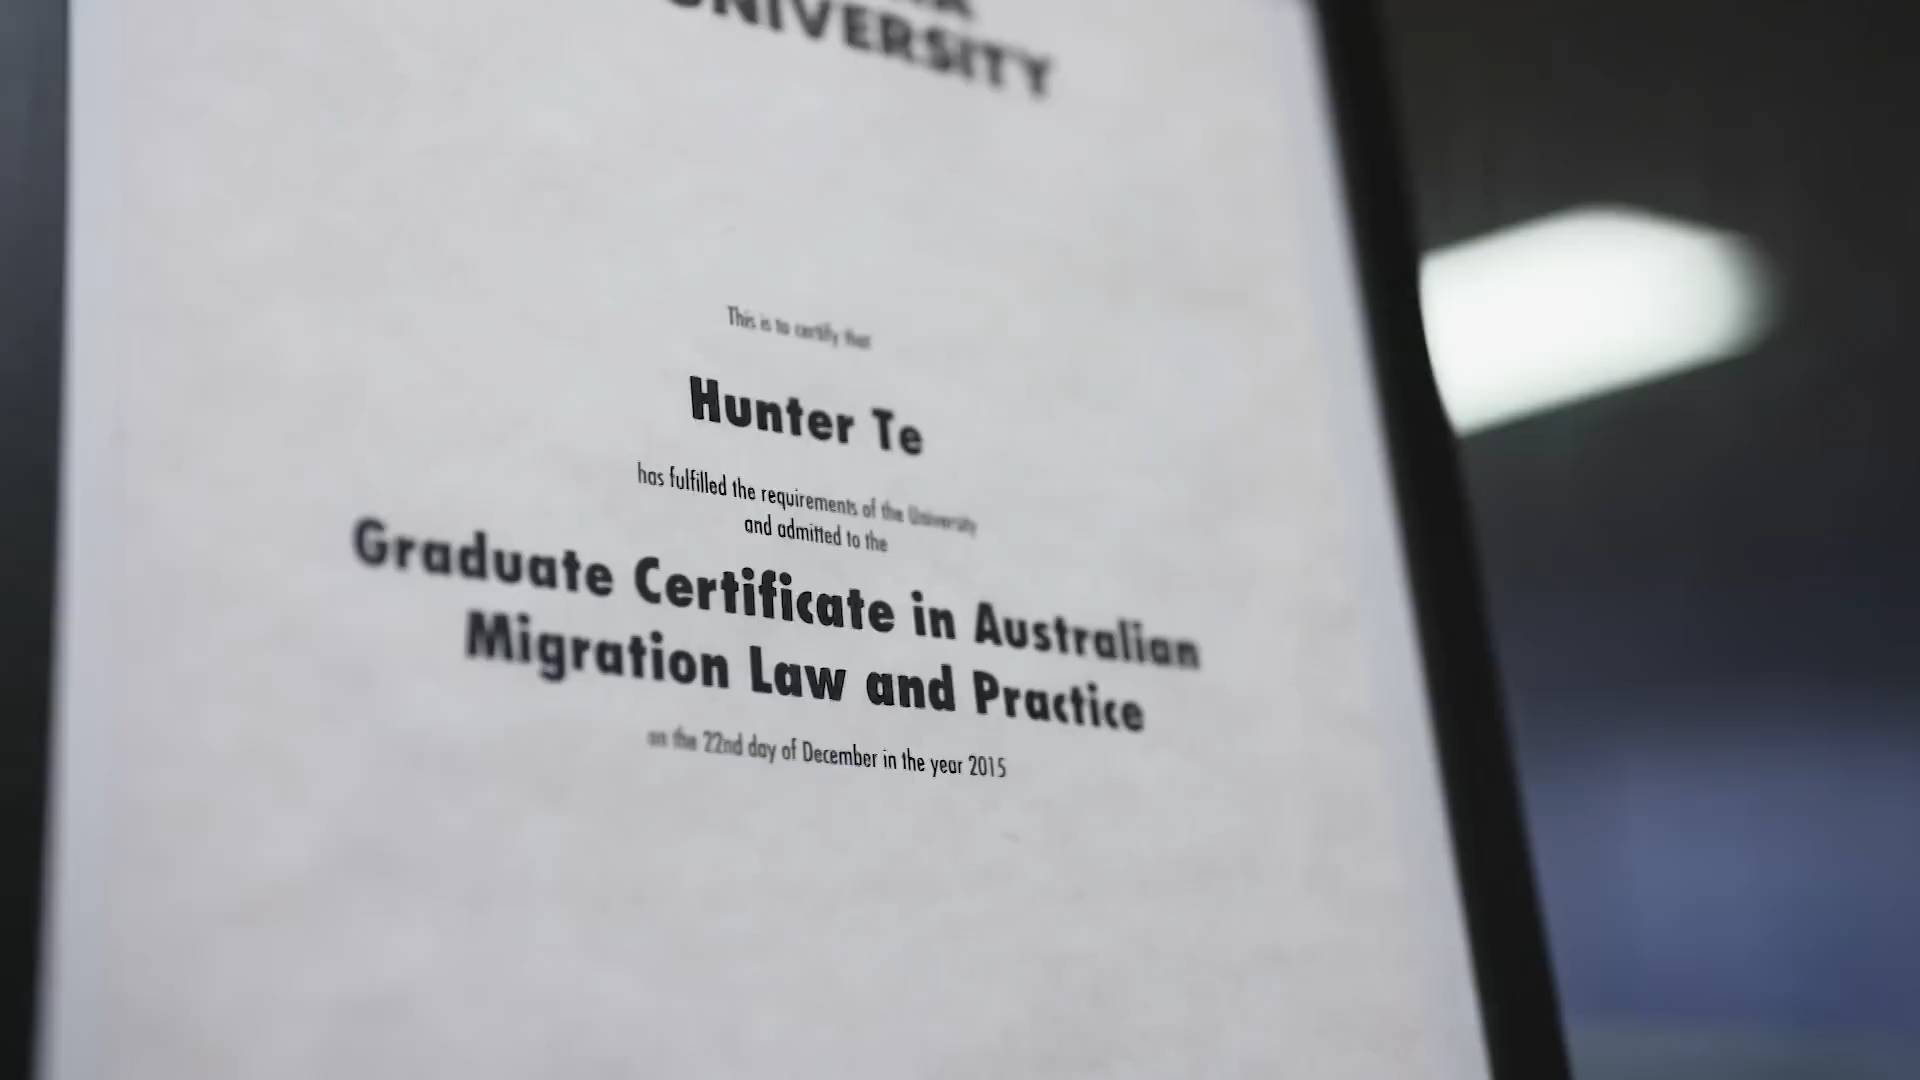 UNIVERSITY
This is to certify that
Hunter Te
has fulfilled the requirements of the University
and admitted to the
Graduate Certificate in Australian
Migration Law and Practice
on the 22nd day of December in the year 2015